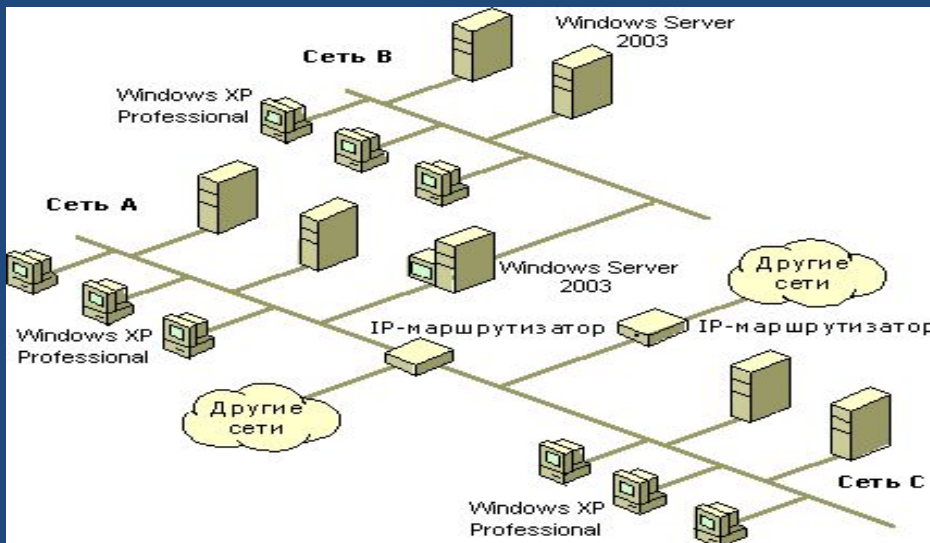 Windows Server
2003
Сеть B
Windows XP
Professional
Сеть A
Windows Server
2003
Другие
сети
IP-маршрутизатор
IP-маршрутизатор
Windows XP
Professional
Другие
сети
Сеть C
Windows XP
Professional